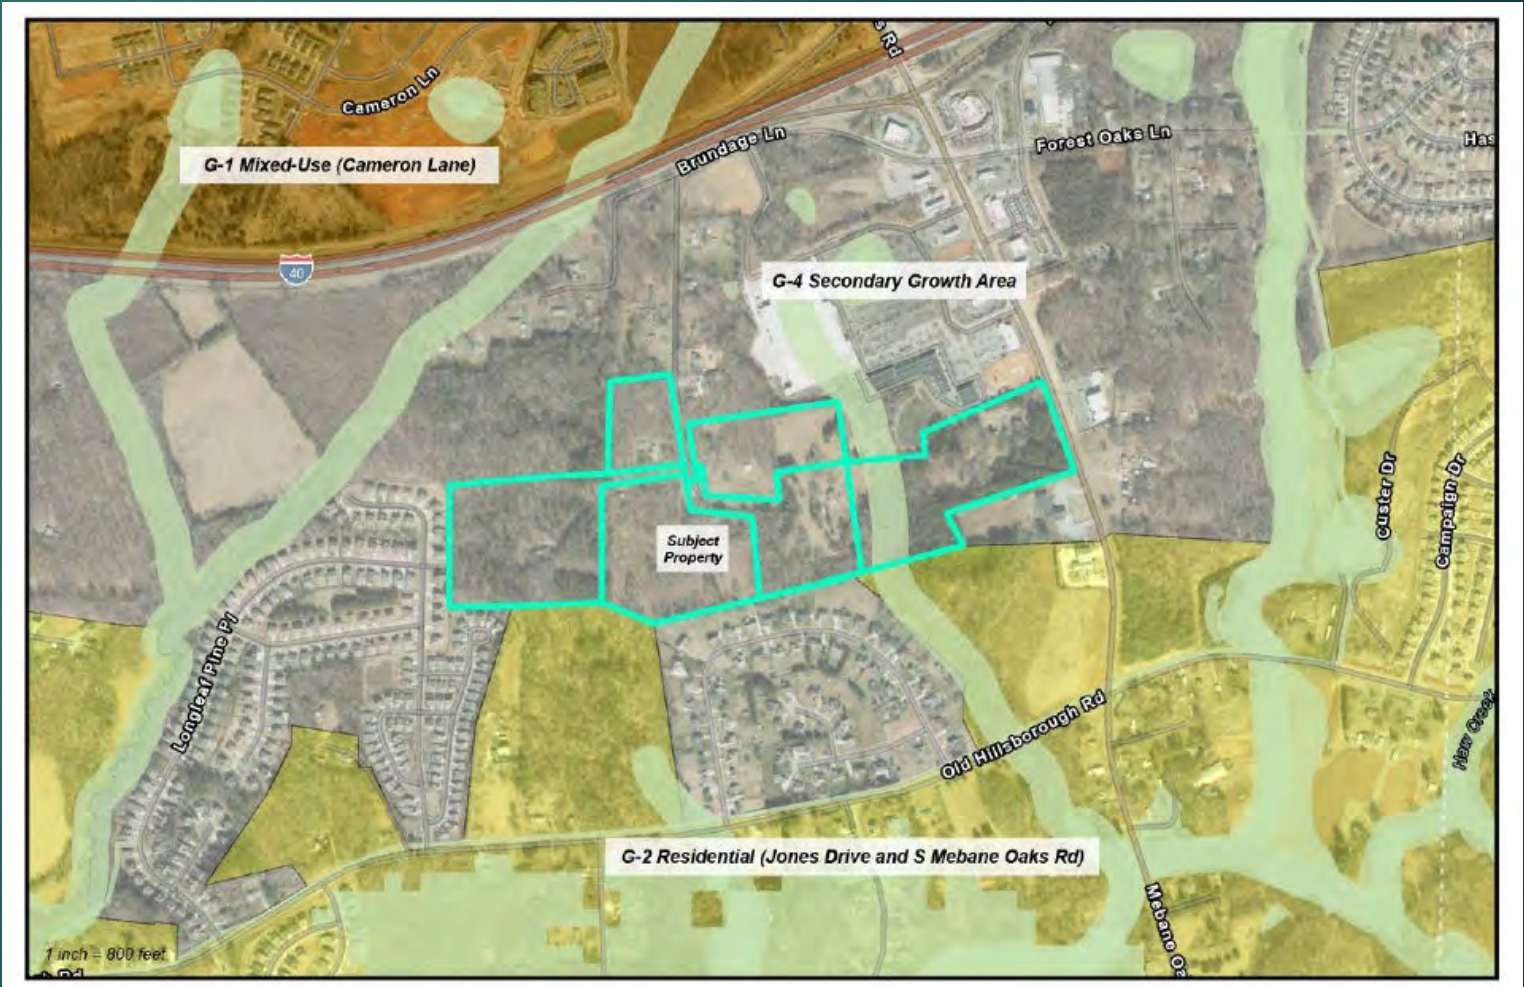 s Rd
Cameron Ln
Brundage Ln
Forest Oaks Ln
Has
G-1 Mixed-Use (Cameron Lane)
40
G-4 Secondary Growth Area
Custer Dr
Campaign Dr
Subject
Property
Longleaf Pine Pl
Old Hillsborough Rd
Haw Creek
G-2 Residential (Jones Drive and S Mebane Oaks Rd)
Mebane Oa
1 inch = 800 feet
Rd